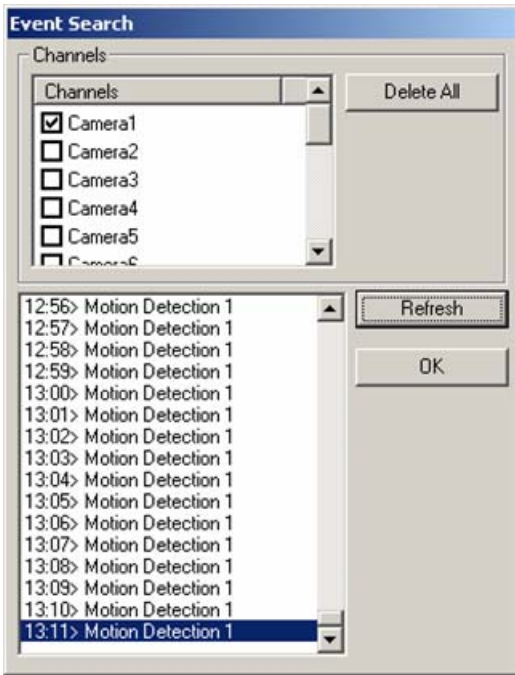 Event Search
Channels
Channels
Delete All
Camera1
Camera2
Camera3
Camera4
Camera5
Camera6
12:56> Motion Detection 1
12:57> Motion Detection 1
12:58> Motion Detection 1
12:59> Motion Detection 1
13:00> Motion Detection 1
13:01> Motion Detection 1
13:02> Motion Detection 1
13:03> Motion Detection 1
13:04> Motion Detection 1
13:05> Motion Detection 1
13:06> Motion Detection 1
13:07> Motion Detection 1
13:08> Motion Detection 1
13:09> Motion Detection 1
13:10> Motion Detection 1
13:11> Motion Detection 1
Refresh
OK